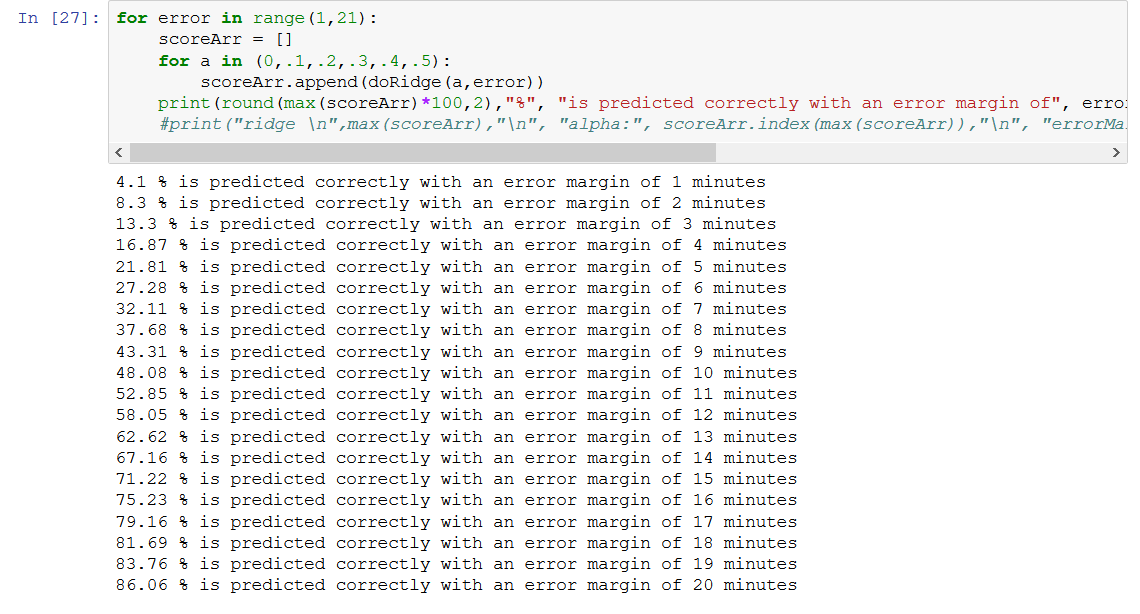 In [27]: for error in range(1,21):
scoreArr = []
for a in (0,.1,.2,.3,.4,.5):
scoreArr.append(doRidge(a,error))
print(round(max(scoreArr)*100,2),"%", "is predicted correctly with an error margin of", erro
#print("ridge \n",max(scoreArr),"\n", "alpha:", scoreArr.index(max(scoreArr)),"\n", "errorMa
4.1 % is predicted correctly with an error margin of 1 minutes
8.3 % is predicted correctly with an error margin of 2 minutes
13.3 % is predicted correctly with an error margin of 3 minutes
16.87 % is predicted correctly with an error margin of 4 minutes
21.81 % is predicted correctly with an error margin of 5 minutes
27.28 % is predicted correctly with an error margin of 6 minutes
32.11 % is predicted correctly with an error margin of 7 minutes
37.68 % is predicted correctly with an error margin of 8 minutes
43.31 % is predicted correctly with an error margin of 9 minutes
48.08 % is predicted correctly with an error margin of 10 minutes
52.85 % is predicted correctly with an error margin of 11 minutes
58.05 % is predicted correctly with an error margin of 12 minutes
62.62 % is predicted correctly with an error margin of 13 minutes
67.16 % is predicted correctly with an error margin of 14 minutes
71.22 % is predicted correctly with an error margin of 15 minutes
75.23 % is predicted correctly with an error margin of 16 minutes
79.16 % is predicted correctly with an error margin of 17 minutes
81.69 % is predicted correctly with an error margin of 18 minutes
83.76 % is predicted correctly with an error margin of 19 minutes
86.06 % is predicted correctly with an error margin of 20 minutes